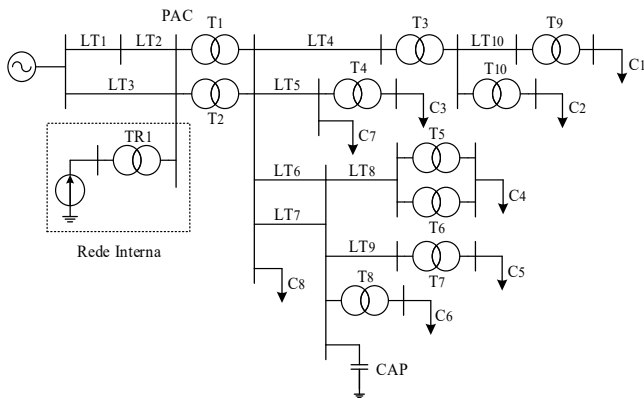 PAC
T1
T3
T9
LT1
LT2
LT4
LT10
C1
T4
T10
LT3
LT5
T2
C3
C2
C7
TR1
T5
LT6
LT8
C4
LT7
T6
Rede Interna
LT9
T7
C5
C8
T8
C6
CAP